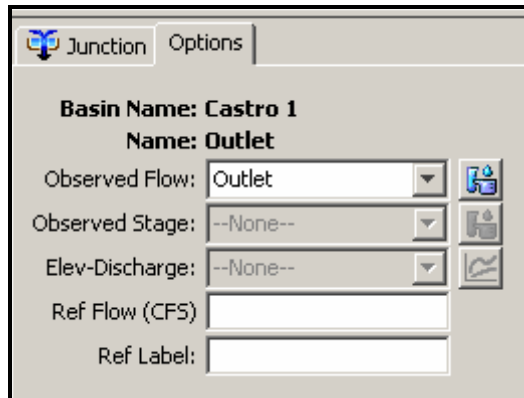 Junction Options
Basin Name: Castro 1
Name: Outlet
Observed Flow: Outlet
Observed Stage: --None--
Elev-Discharge: --None--
Ref Flow (CFS)
Ref Label: